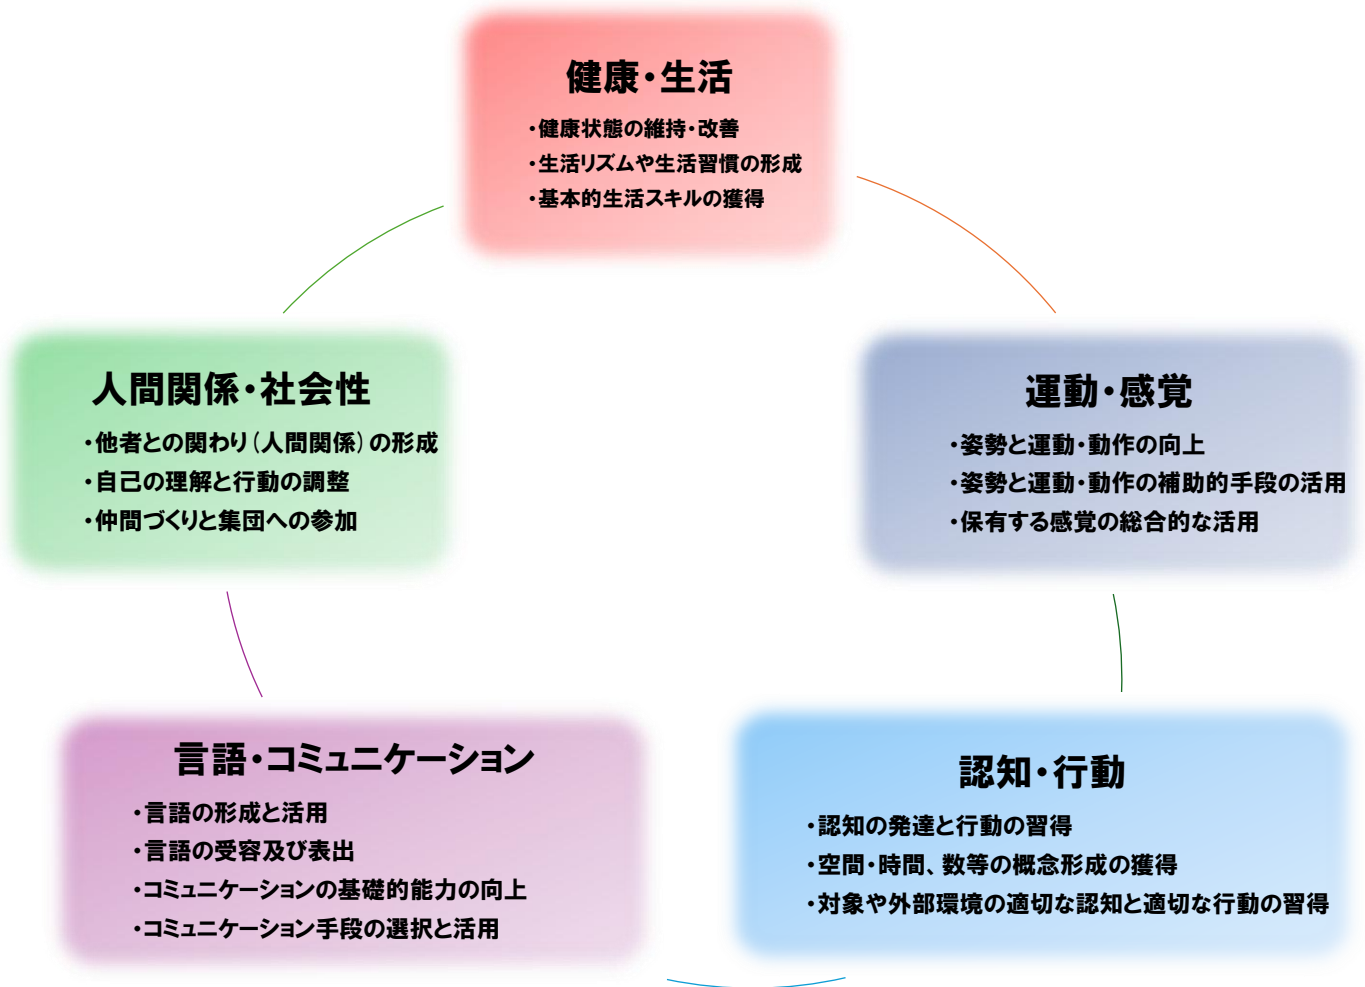 健康・生活
・健康状態の維持・改善
・生活リズムや生活習慣の形成
・基本的生活スキルの獲得
人間関係・社会性
・他者との関わり(人間関係)の形成
・自己の理解と行動の調整
・仲間づくりと集団への参加
運動・感覚
・姿勢と運動・動作の向上
・姿勢と運動・動作の補助的手段の活用
・保有する感覚の総合的な活用
言語・コミュニケーション
・言語の形成と活用
・言語の受容及び表出
・コミュニケーションの基礎的能力の向上
・コミュニケーション手段の選択と活用
認知・行動
・認知の発達と行動の習得
・空間・時間、数等の概念形成の獲得
・対象や外部環境の適切な認知と適切な行動の習得